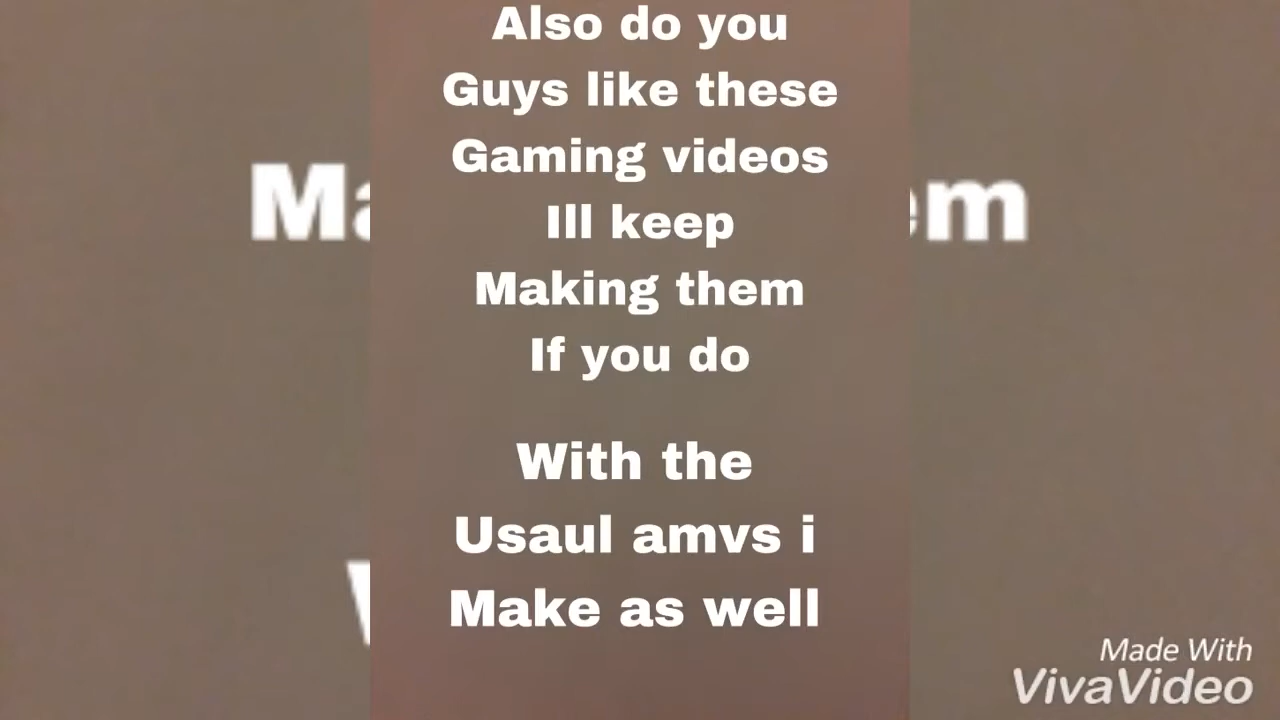 Also do you
Guys like these
Gaming videos
Ill keep
Making them
If you do
With the
Usaul amvs i
Make as well
Made With
VivaVideo